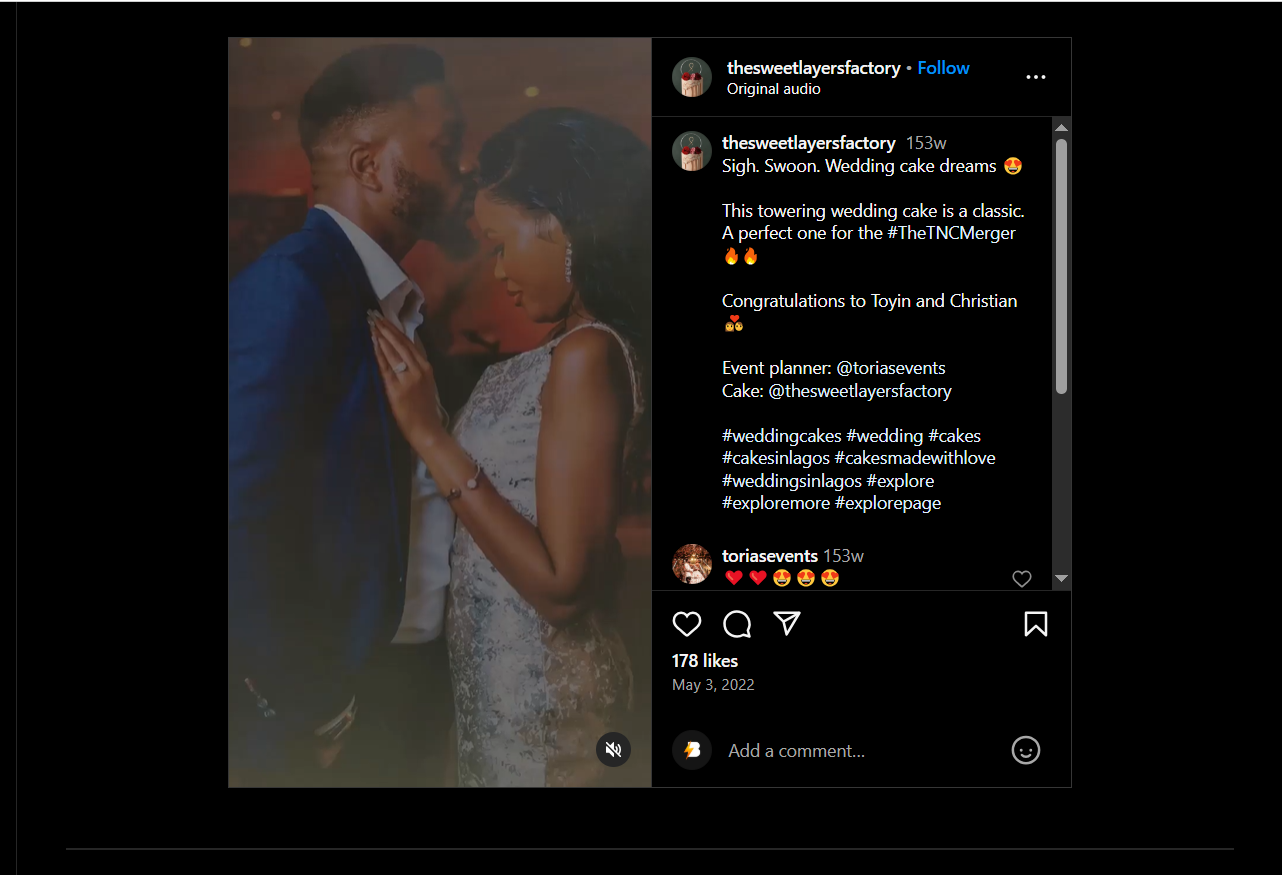 thesweetlayersfactory • Follow
Original audio
thesweetlayersfactory 153w
Sigh. Swoon. Wedding cake dreams 😍
This towering wedding cake is a classic.
A perfect one for the #TheTNCMerger
🔥🔥
Congratulations to Toyin and Christian
💏
Event planner: @toriasevents
Cake: @thesweetlayersfactory
#weddingcakes #wedding #cakes
#cakesinlagos #cakesmadewithlove
#weddingsinlagos #explore
#exploremore #explorepage
toriasevents 153w
❤️❤️😍😍😍
178 likes
May 3, 2022
Add a comment...